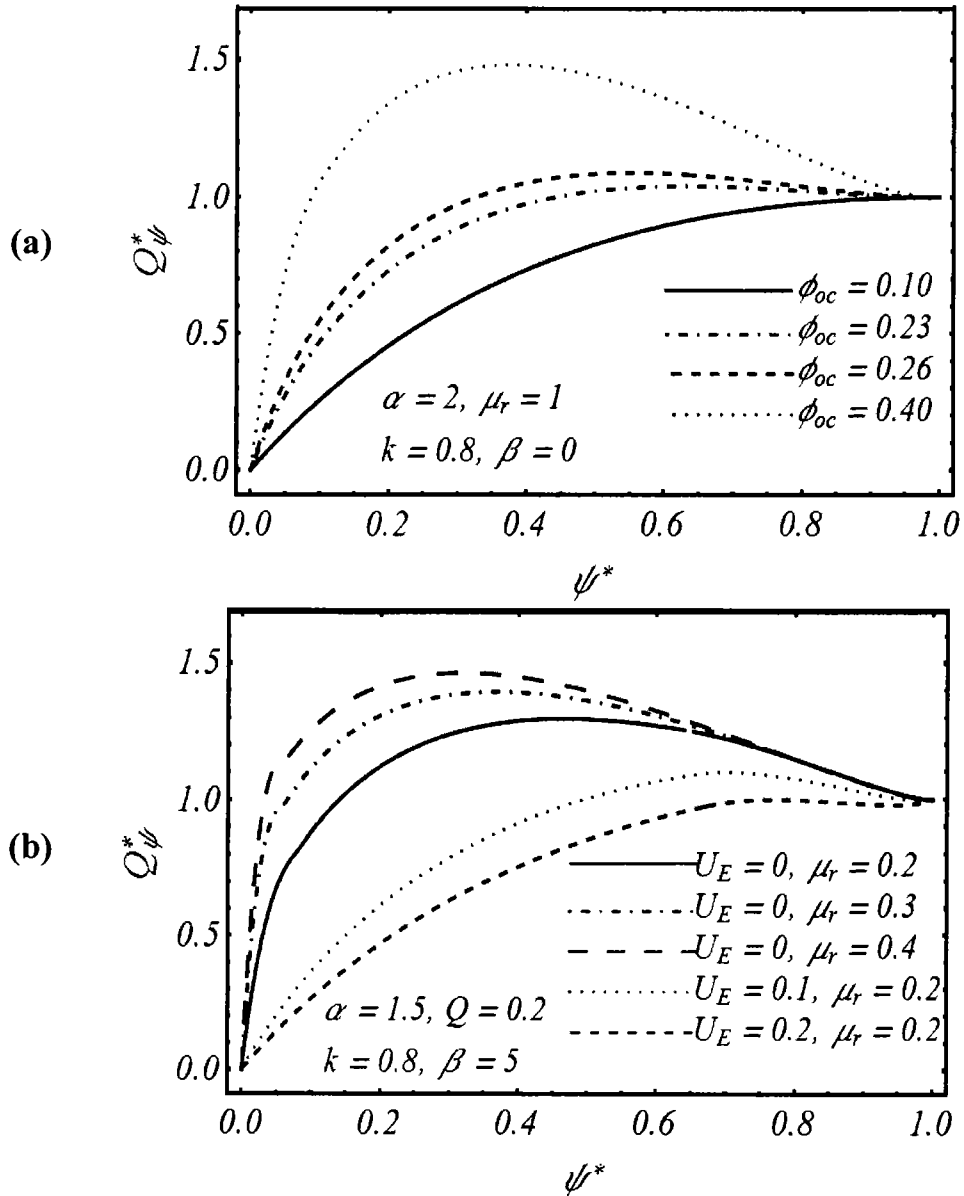 (a)
Q*ψ
1.5
1.0
0.5
0.0
ϕoc = 0.10
ϕoc = 0.23
ϕoc = 0.26
ϕoc = 0.40
α = 2, μr = 1
k = 0.8, β = 0
0.0 0.2 0.4 0.6 0.8 1.0
ψ*
(b)
Q*ψ
1.5
1.0
0.5
0.0
UE = 0, μr = 0.2
UE = 0, μr = 0.3
UE = 0, μr = 0.4
UE = 0.1, μr = 0.2
UE = 0.2, μr = 0.2
α = 1.5, Q = 0.2
k = 0.8, β = 5
0.0 0.2 0.4 0.6 0.8 1.0
ψ*